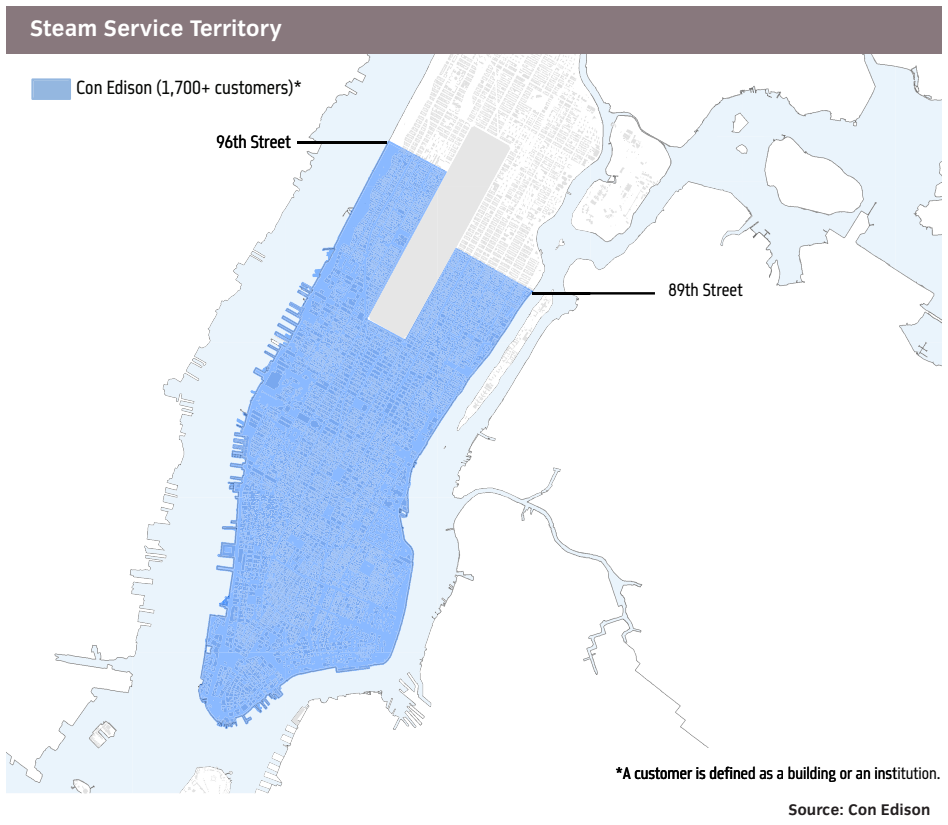 Steam Service Territory
Con Edison (1,700+ customers)*
96th Street
89th Street
*A customer is defined as a building or an institution.
Source: Con Edison